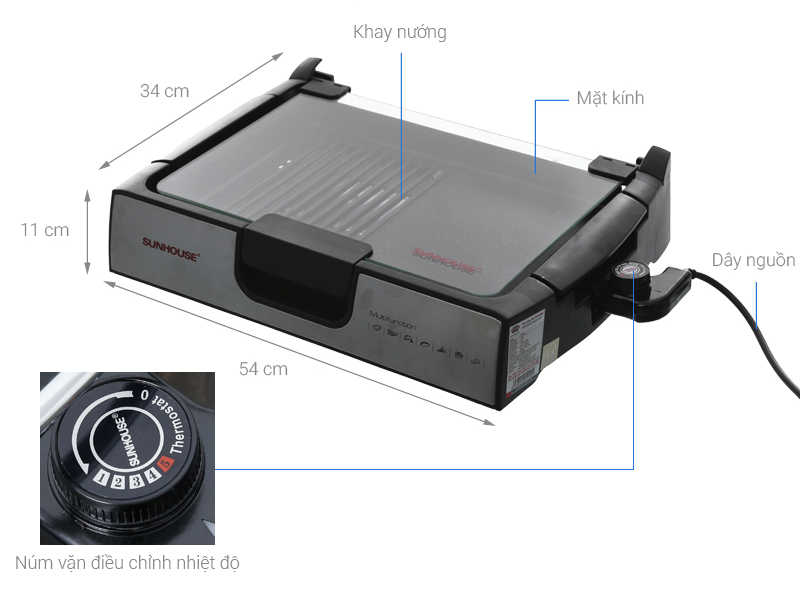 Khay nướng
34 cm
Mặt kính
11 cm
SUNHOUSE®
SUNHOUSE
Dây nguồn
Multifunction
54 cm
Thermostat 0
SUNHOUSE®
1 2 3 4 5
Núm vặn điều chỉnh nhiệt độ